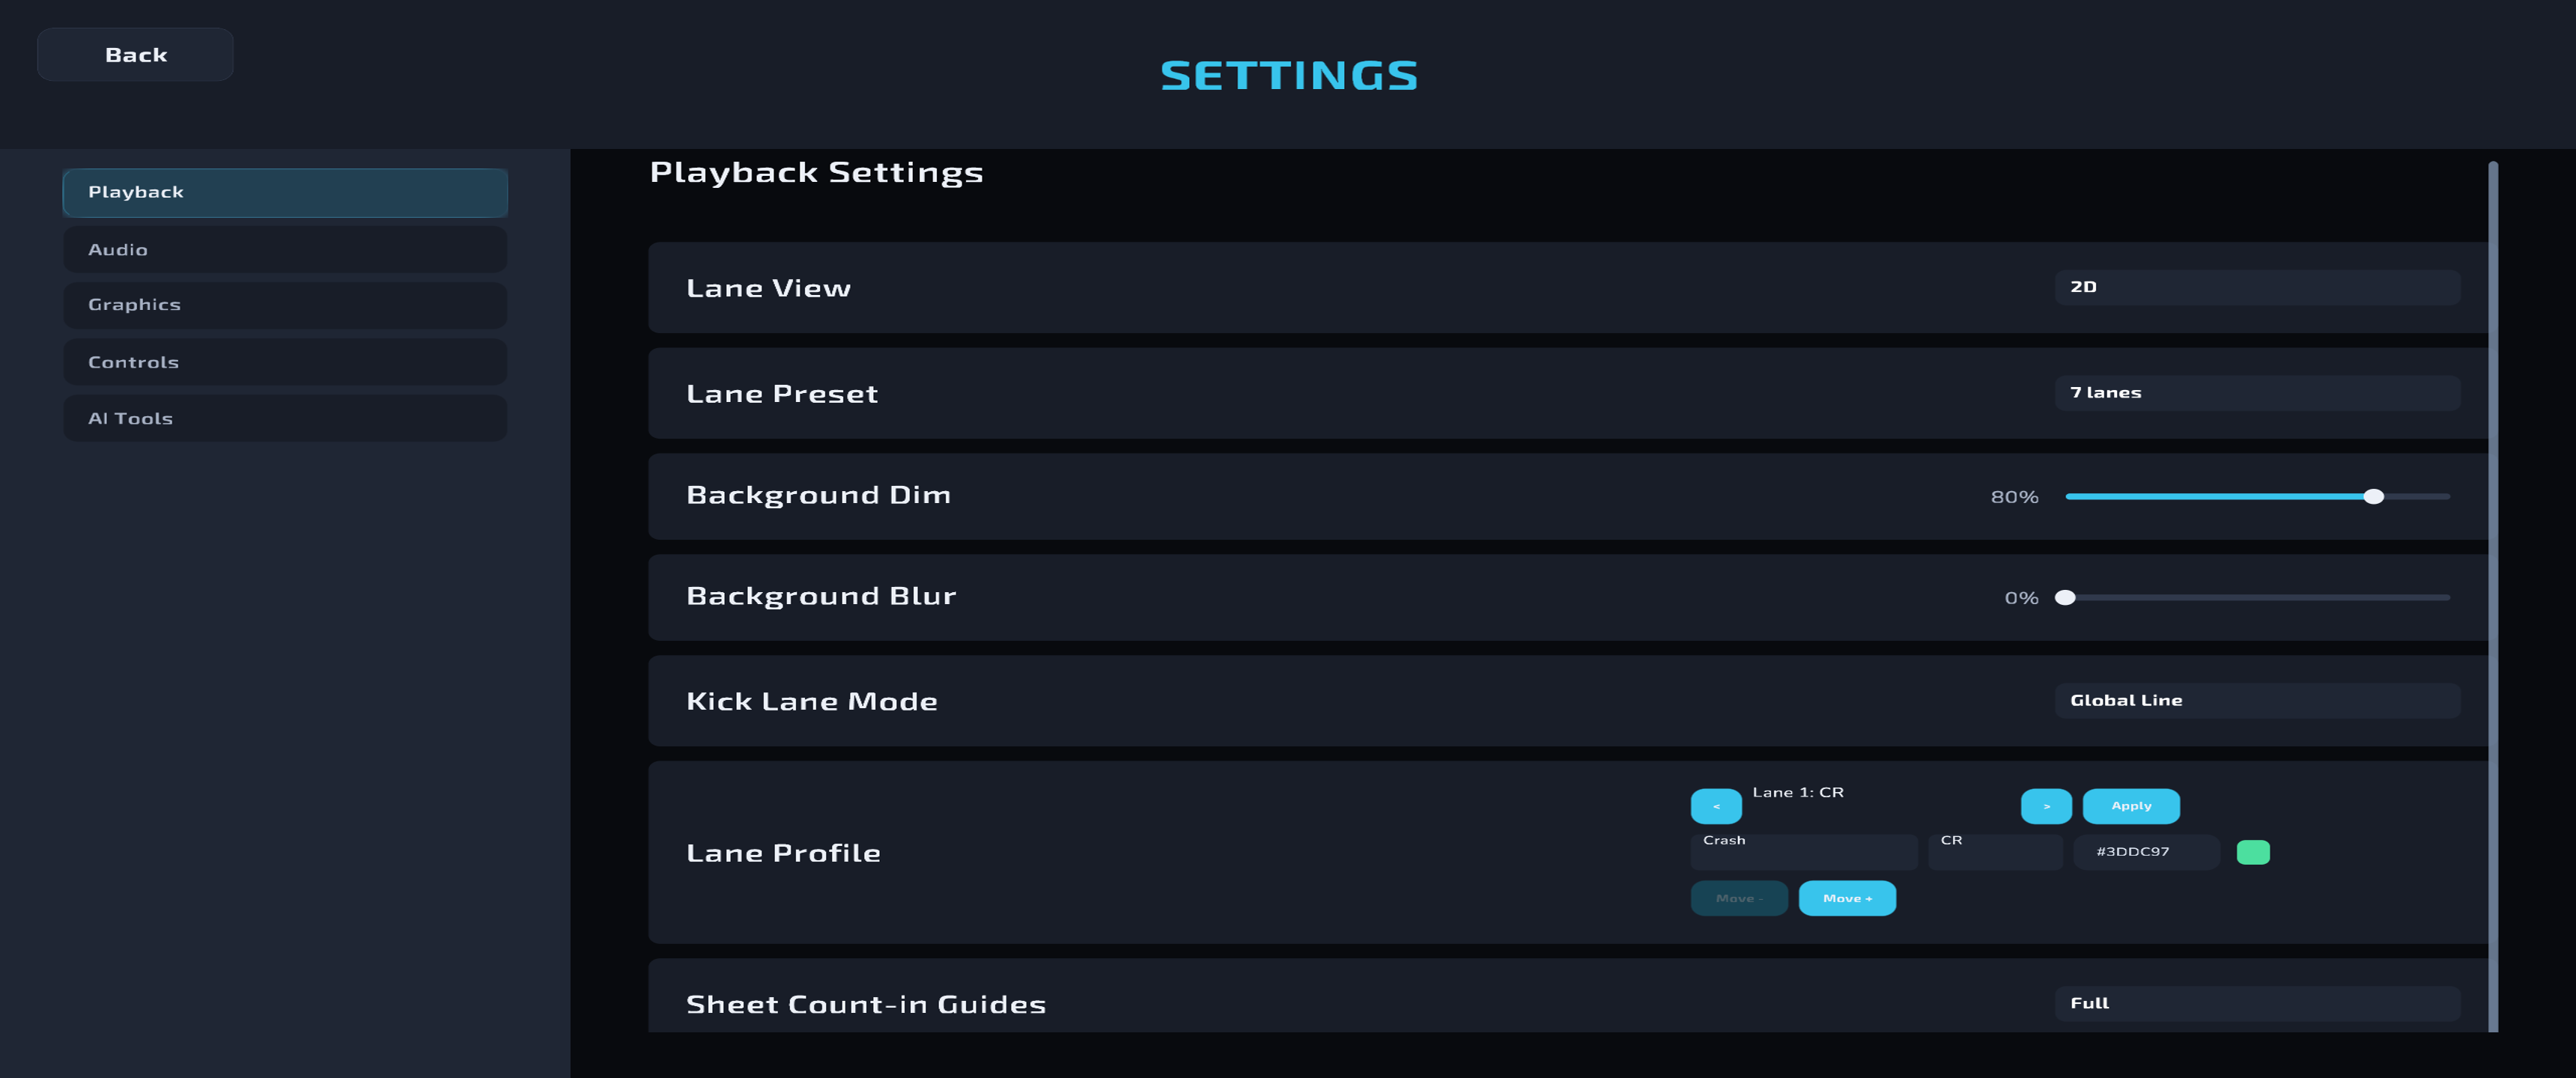 Back
SETTINGS
Playback
Audio
Graphics
Controls
AI Tools
Playback Settings
Lane View
2D
Lane Preset
7 lanes
Background Dim
80%
Background Blur
0%
Kick Lane Mode
Global Line
Lane Profile
< Lane 1: CR > Apply
Crash CR #3DDC97
Move - Move +
Sheet Count-in Guides
Full